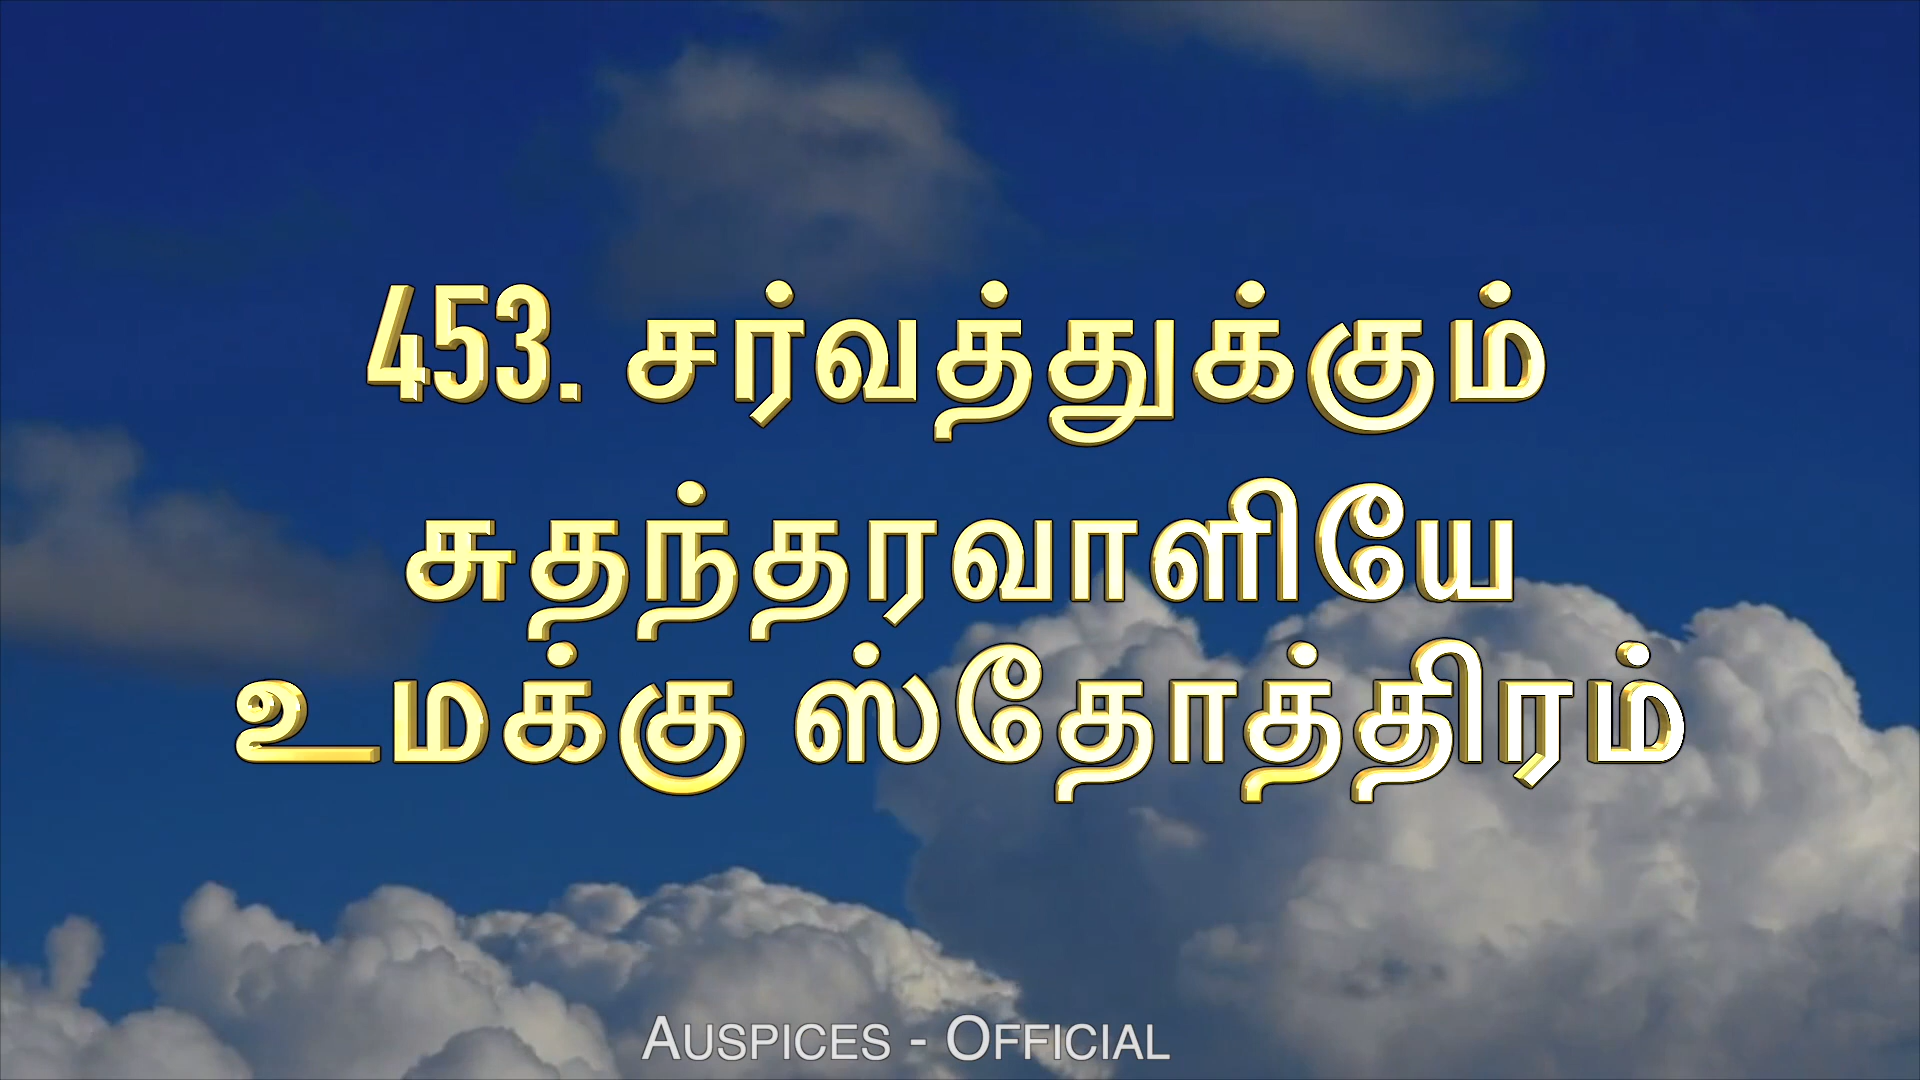 453. சர்வத்துக்கும்
சுதந்தரவாளியே
உமக்கு ஸ்தோத்திரம்
AUSPICES - OFFICIAL